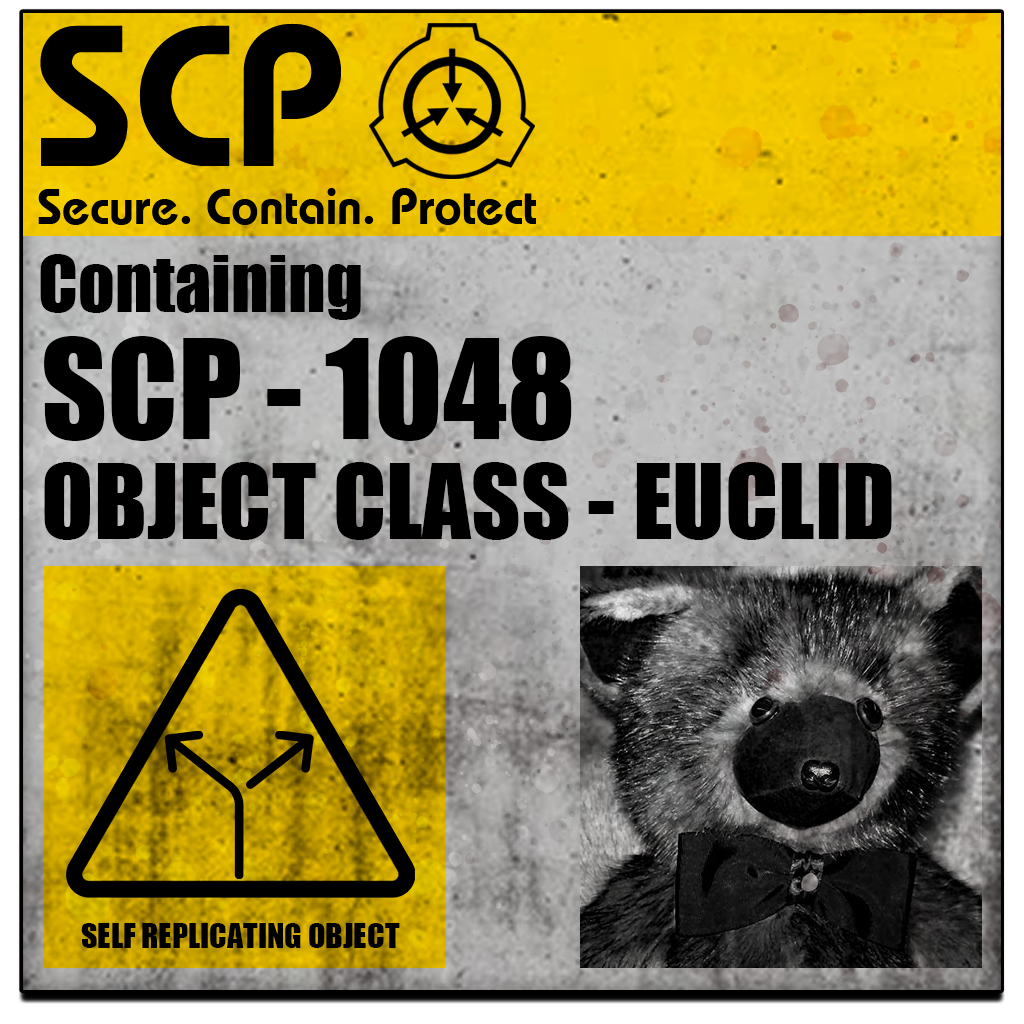 SCP
Secure. Contain. Protect
Containing
SCP - 1048
OBJECT CLASS - EUCLID
SELF REPLICATING OBJECT